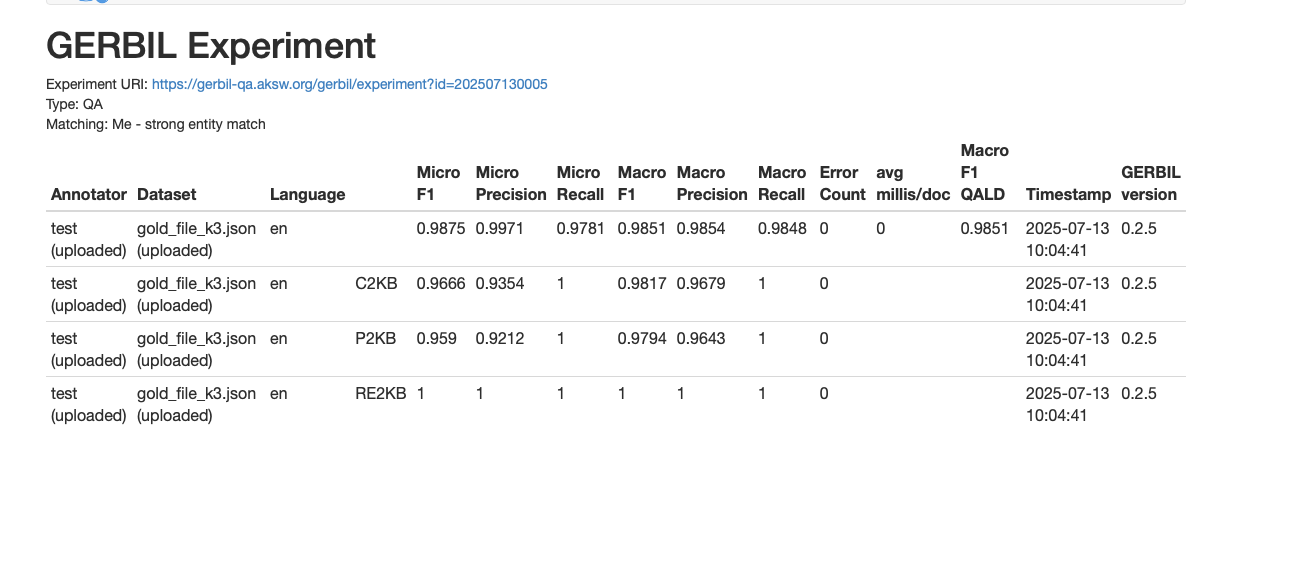 GERBIL Experiment
Experiment URI: https://gerbil-qa.aksw.org/gerbil/experiment?id=202507130005
Type: QA
Matching: Me - strong entity match
Annotator Dataset Language Micro F1 Micro Precision Micro Recall Macro F1 Macro Precision Macro Recall Error Count avg millis/doc Macro F1 QALD Timestamp GERBIL version
test (uploaded) gold_file_k3.json (uploaded) en 0.9875 0.9971 0.9781 0.9851 0.9854 0.9848 0 0 0.9851 2025-07-13 10:04:41 0.2.5
test (uploaded) gold_file_k3.json (uploaded) en C2KB 0.9666 0.9354 1 0.9817 0.9679 1 0 2025-07-13 10:04:41 0.2.5
test (uploaded) gold_file_k3.json (uploaded) en P2KB 0.959 0.9212 1 0.9794 0.9643 1 0 2025-07-13 10:04:41 0.2.5
test (uploaded) gold_file_k3.json (uploaded) en RE2KB 1 1 1 1 1 1 0 2025-07-13 10:04:41 0.2.5